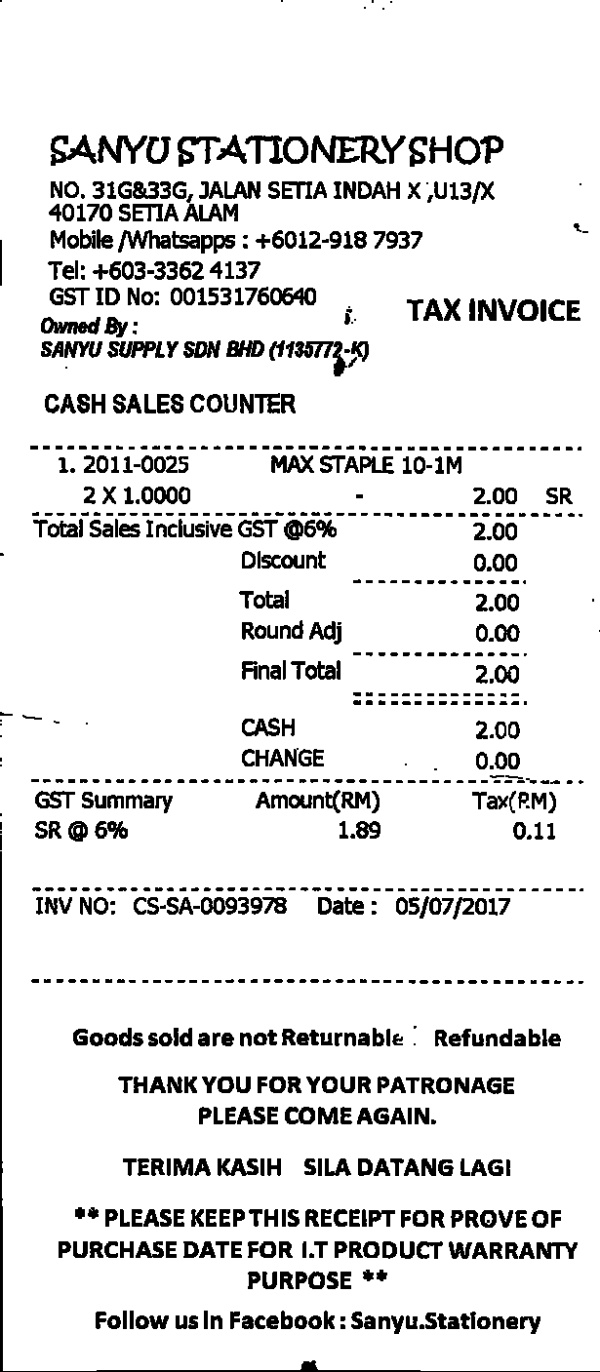 SANYU STATIONERY SHOP
NO. 31G&33G, JALAN SETIA INDAH X ,U13/X
40170 SETIA ALAM
Mobile /Whatsapps : +6012-918 7937
Tel: +603-3362 4137
GST ID No: 001531760640
TAX INVOICE
Owned By :
SANYU SUPPLY SDN BHD (1135772-K)
CASH SALES COUNTER
1. 2011-0025 MAX STAPLE 10-1M
2 X 1.0000 - 2.00 SR
Total Sales Inclusive GST @6% 2.00
Discount 0.00
Total 2.00
Round Adj 0.00
Final Total 2.00
CASH 2.00
CHANGE 0.00
GST Summary Amount(RM) Tax(RM)
SR @ 6% 1.89 0.11
INV NO: CS-SA-0093978 Date : 05/07/2017
Goods sold are not Returnable Refundable
THANK YOU FOR YOUR PATRONAGE
PLEASE COME AGAIN.
TERIMA KASIH SILA DATANG LAGI
** PLEASE KEEP THIS RECEIPT FOR PROVE OF
PURCHASE DATE FOR I.T PRODUCT WARRANTY
PURPOSE **
Follow us In Facebook : Sanyu.Stationery